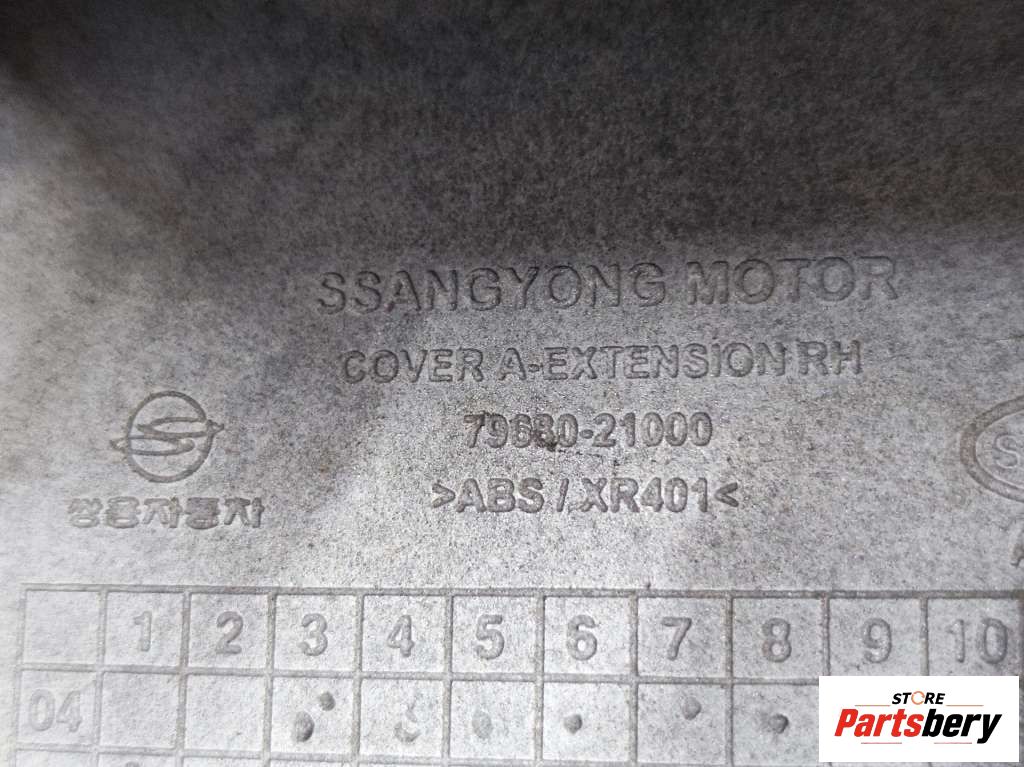 SSANGYONG MOTOR
COVER A-EXTENSION RH
79680-21000
>ABS / XR401<
쌍용자동차
1 2 3 4 5 6 7 8 9 10
04
STORE
Partsbery